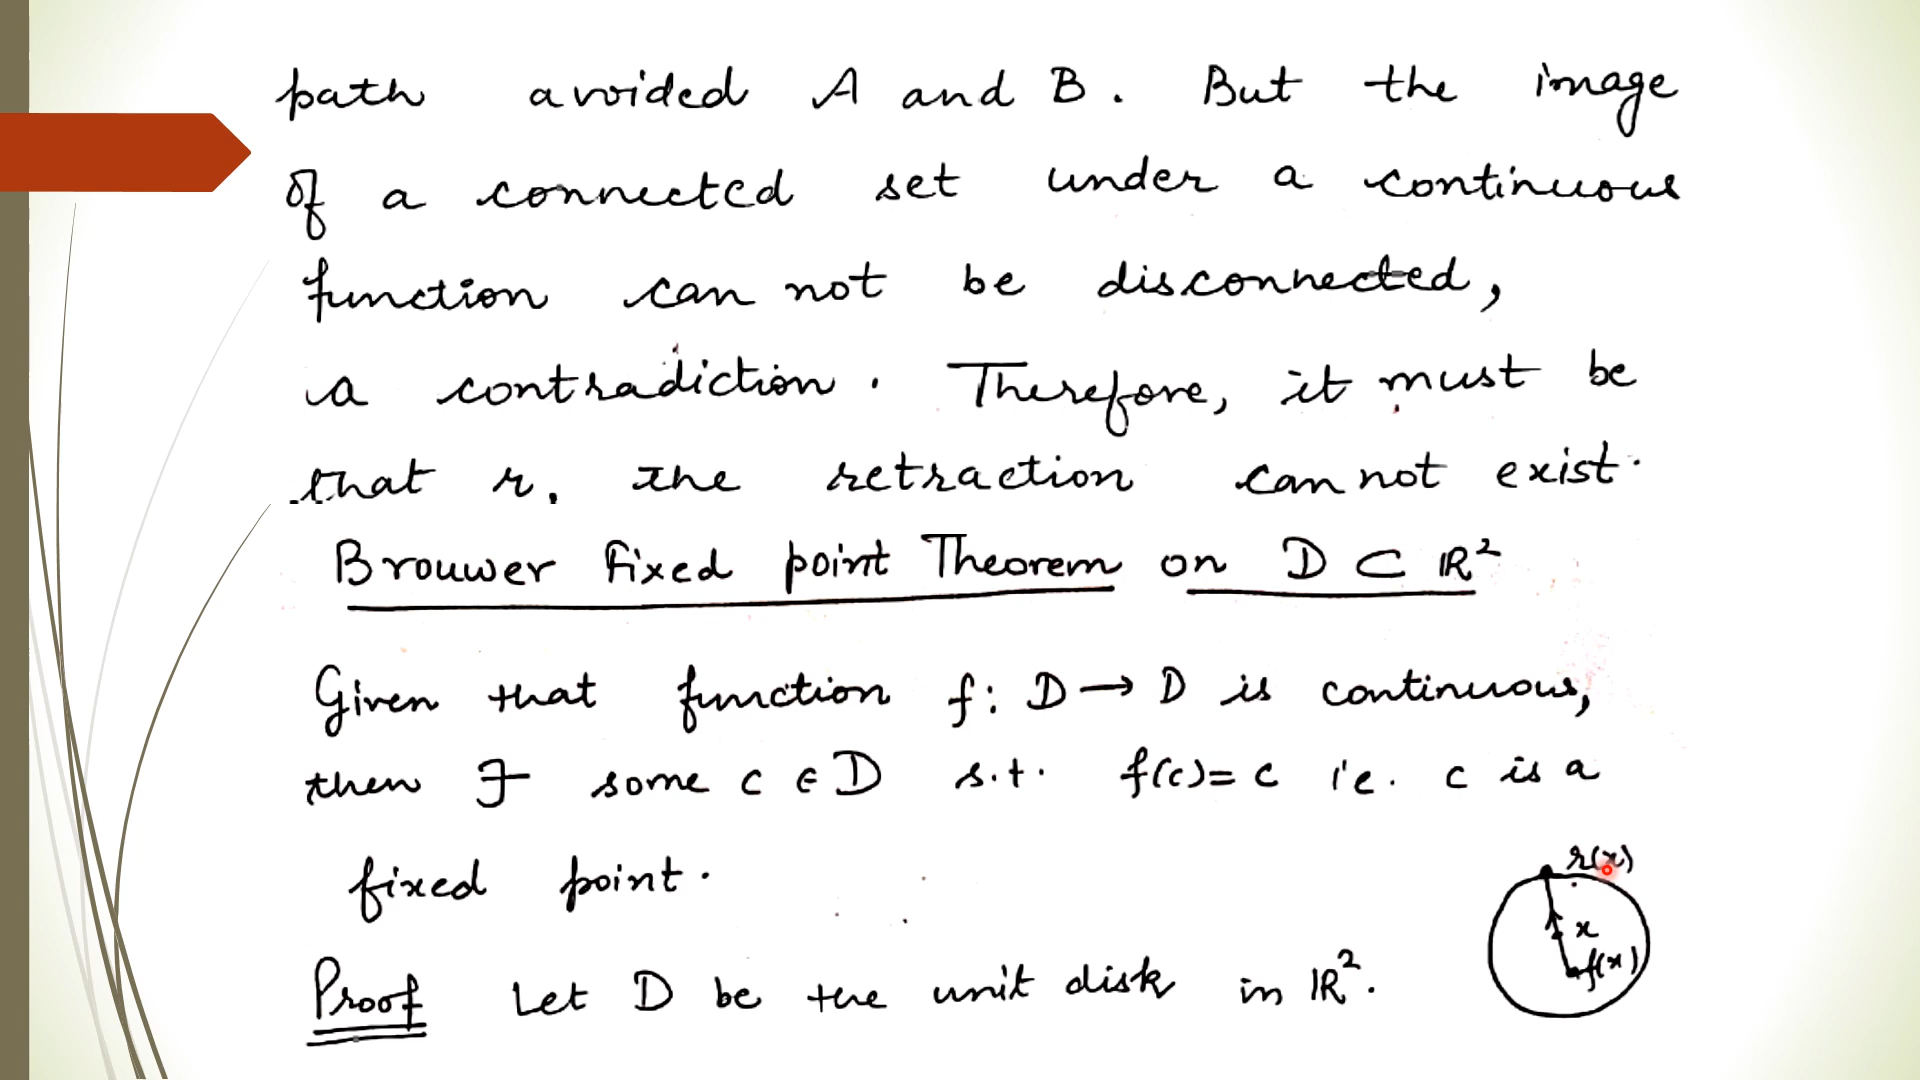 path avoided A and B. But the image
of a connected set under a continuous
function can not be disconnected,
a contradiction. Therefore, it must be
that r, the retraction can not exist.
Brouwer Fixed point Theorem on D ⊂ ℝ²
Given that function f: D → D is continuous,
then ∃ some c ∈ D s.t. f(c) = c i.e. c is a
fixed point.
r(x)
x
f(x)
Proof Let D be the unit disk in ℝ².